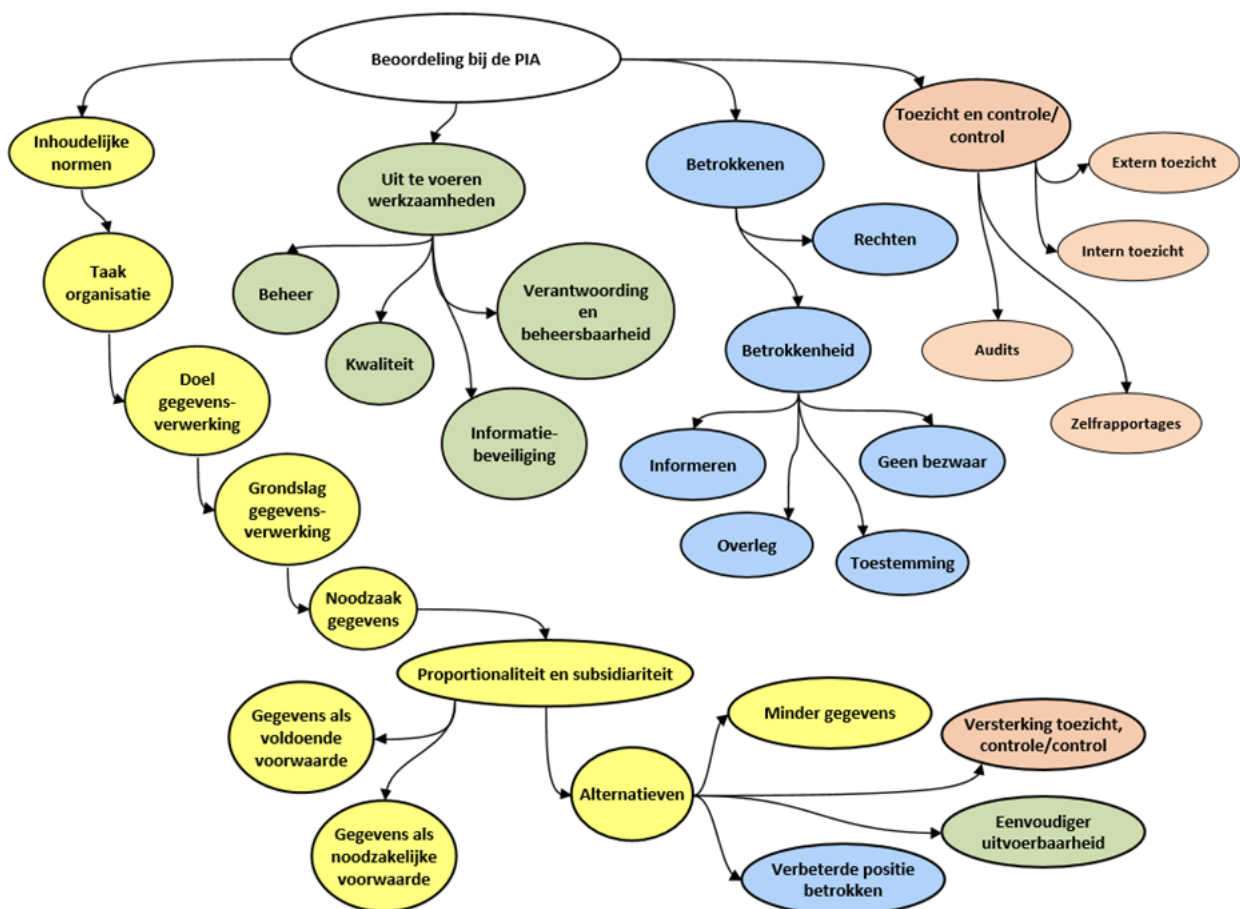 Beoordeling bij de PIA
Inhoudelijke
normen
Taak
organisatie
Doel
gegevens-
verwerking
Grondslag
gegevens-
verwerking
Noodzaak
gegevens
Proportionaliteit en subsidiariteit
Gegevens als
voldoende
voorwaarde
Gegevens als
noodzakelijke
voorwaarde
Alternatieven
Minder gegevens
Versterking toezicht,
controle/control
Eenvoudiger
uitvoerbaarheid
Verbeterde positie
betrokken
Uit te voeren
werkzaamheden
Beheer
Kwaliteit
Informatie-
beveiliging
Verantwoording
en
beheersbaarheid
Betrokkenen
Rechten
Betrokkenheid
Informeren
Overleg
Toestemming
Geen bezwaar
Toezicht en controle/
control
Extern toezicht
Intern toezicht
Audits
Zelfrapportages